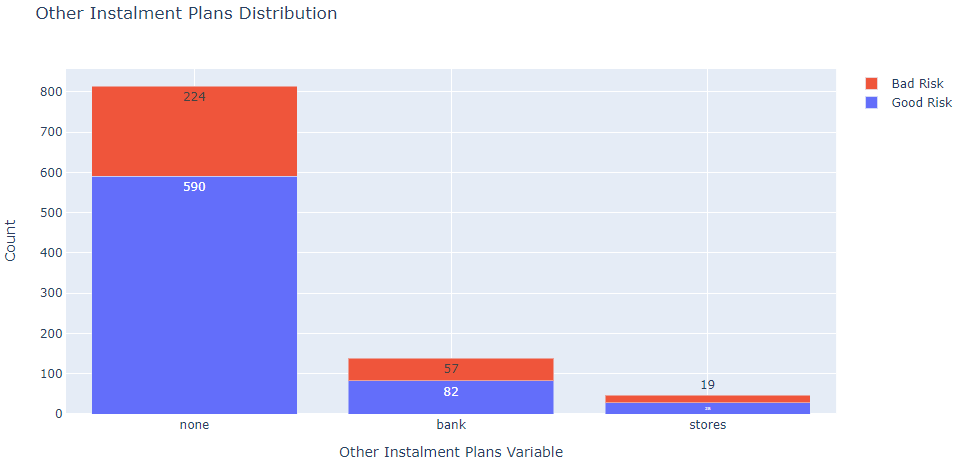 Other Instalment Plans Distribution
Bad Risk
Good Risk
Count
800
700
600
500
400
300
200
100
0
224
590
57
82
19
28
none
bank
stores
Other Instalment Plans Variable